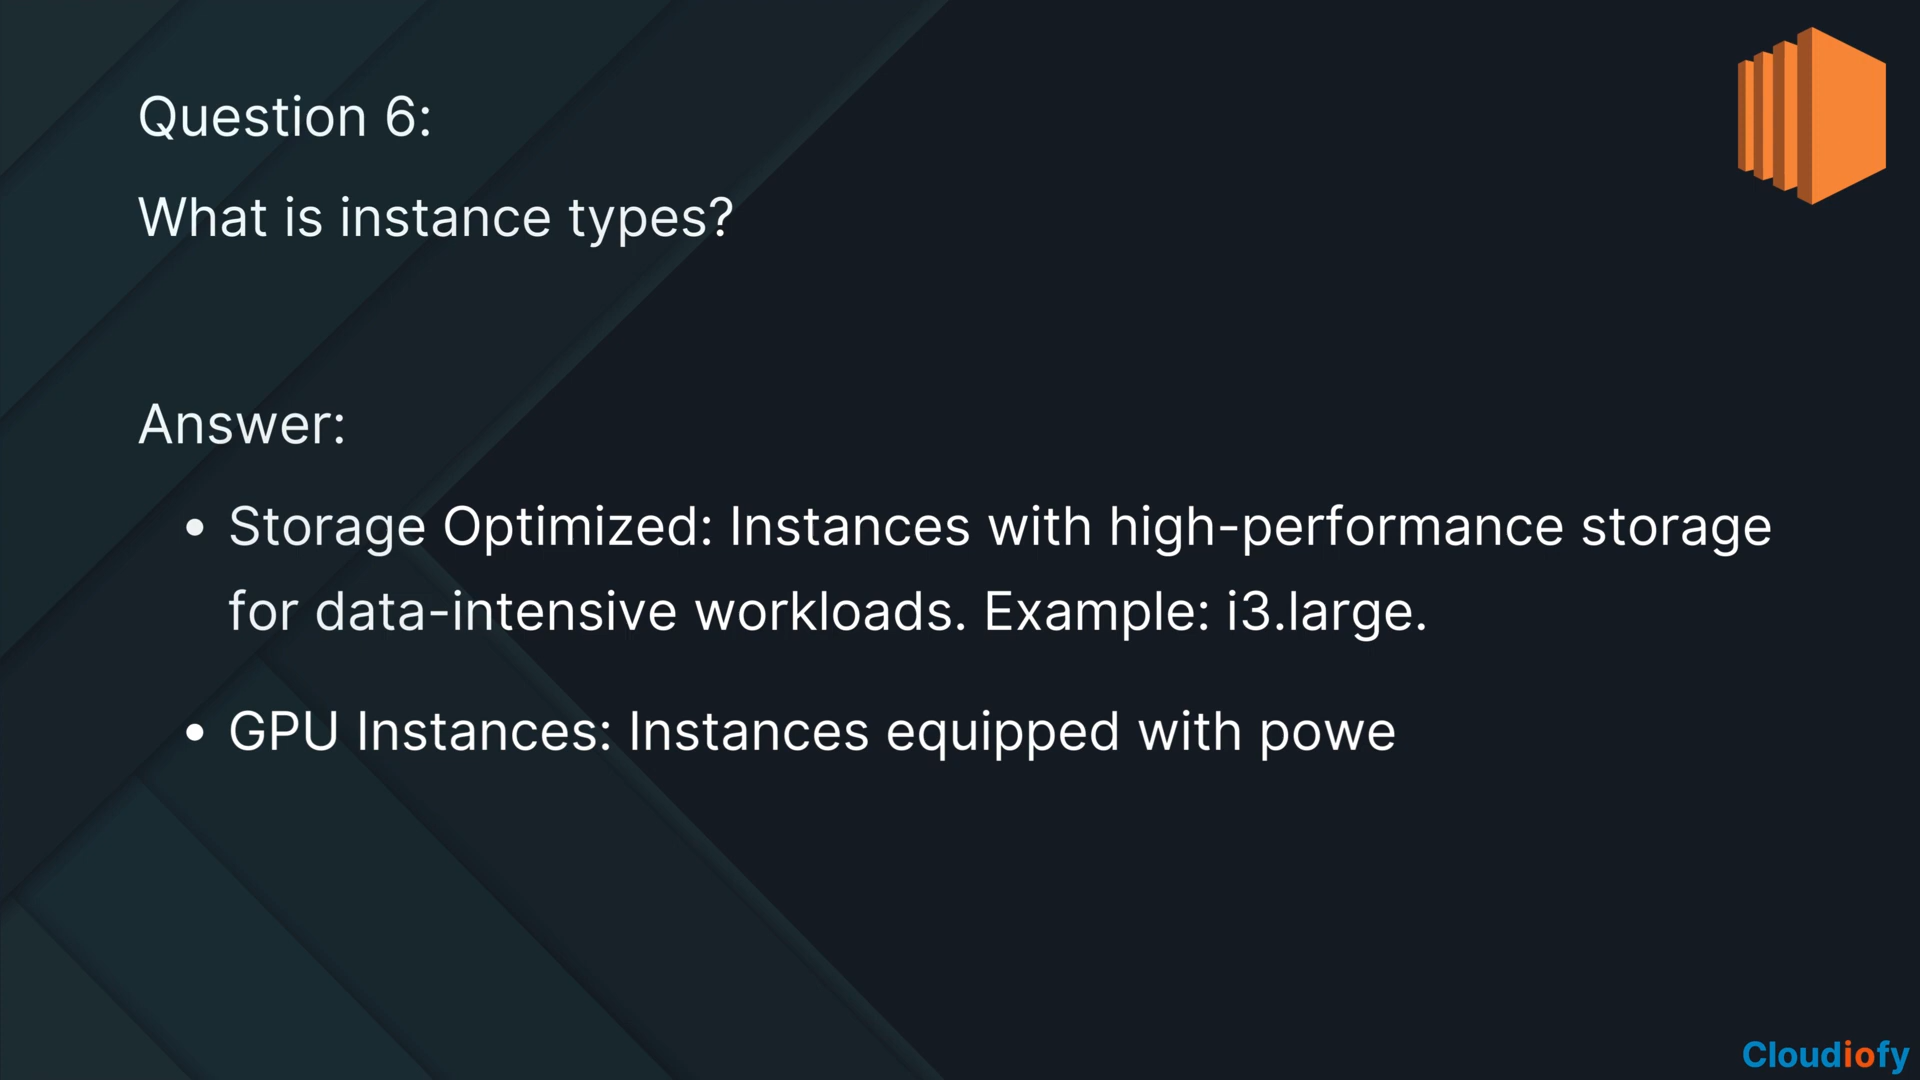 Question 6:
What is instance types?
Answer:
• Storage Optimized: Instances with high-performance storage
for data-intensive workloads. Example: i3.large.
• GPU Instances: Instances equipped with powe
Cloudiofy